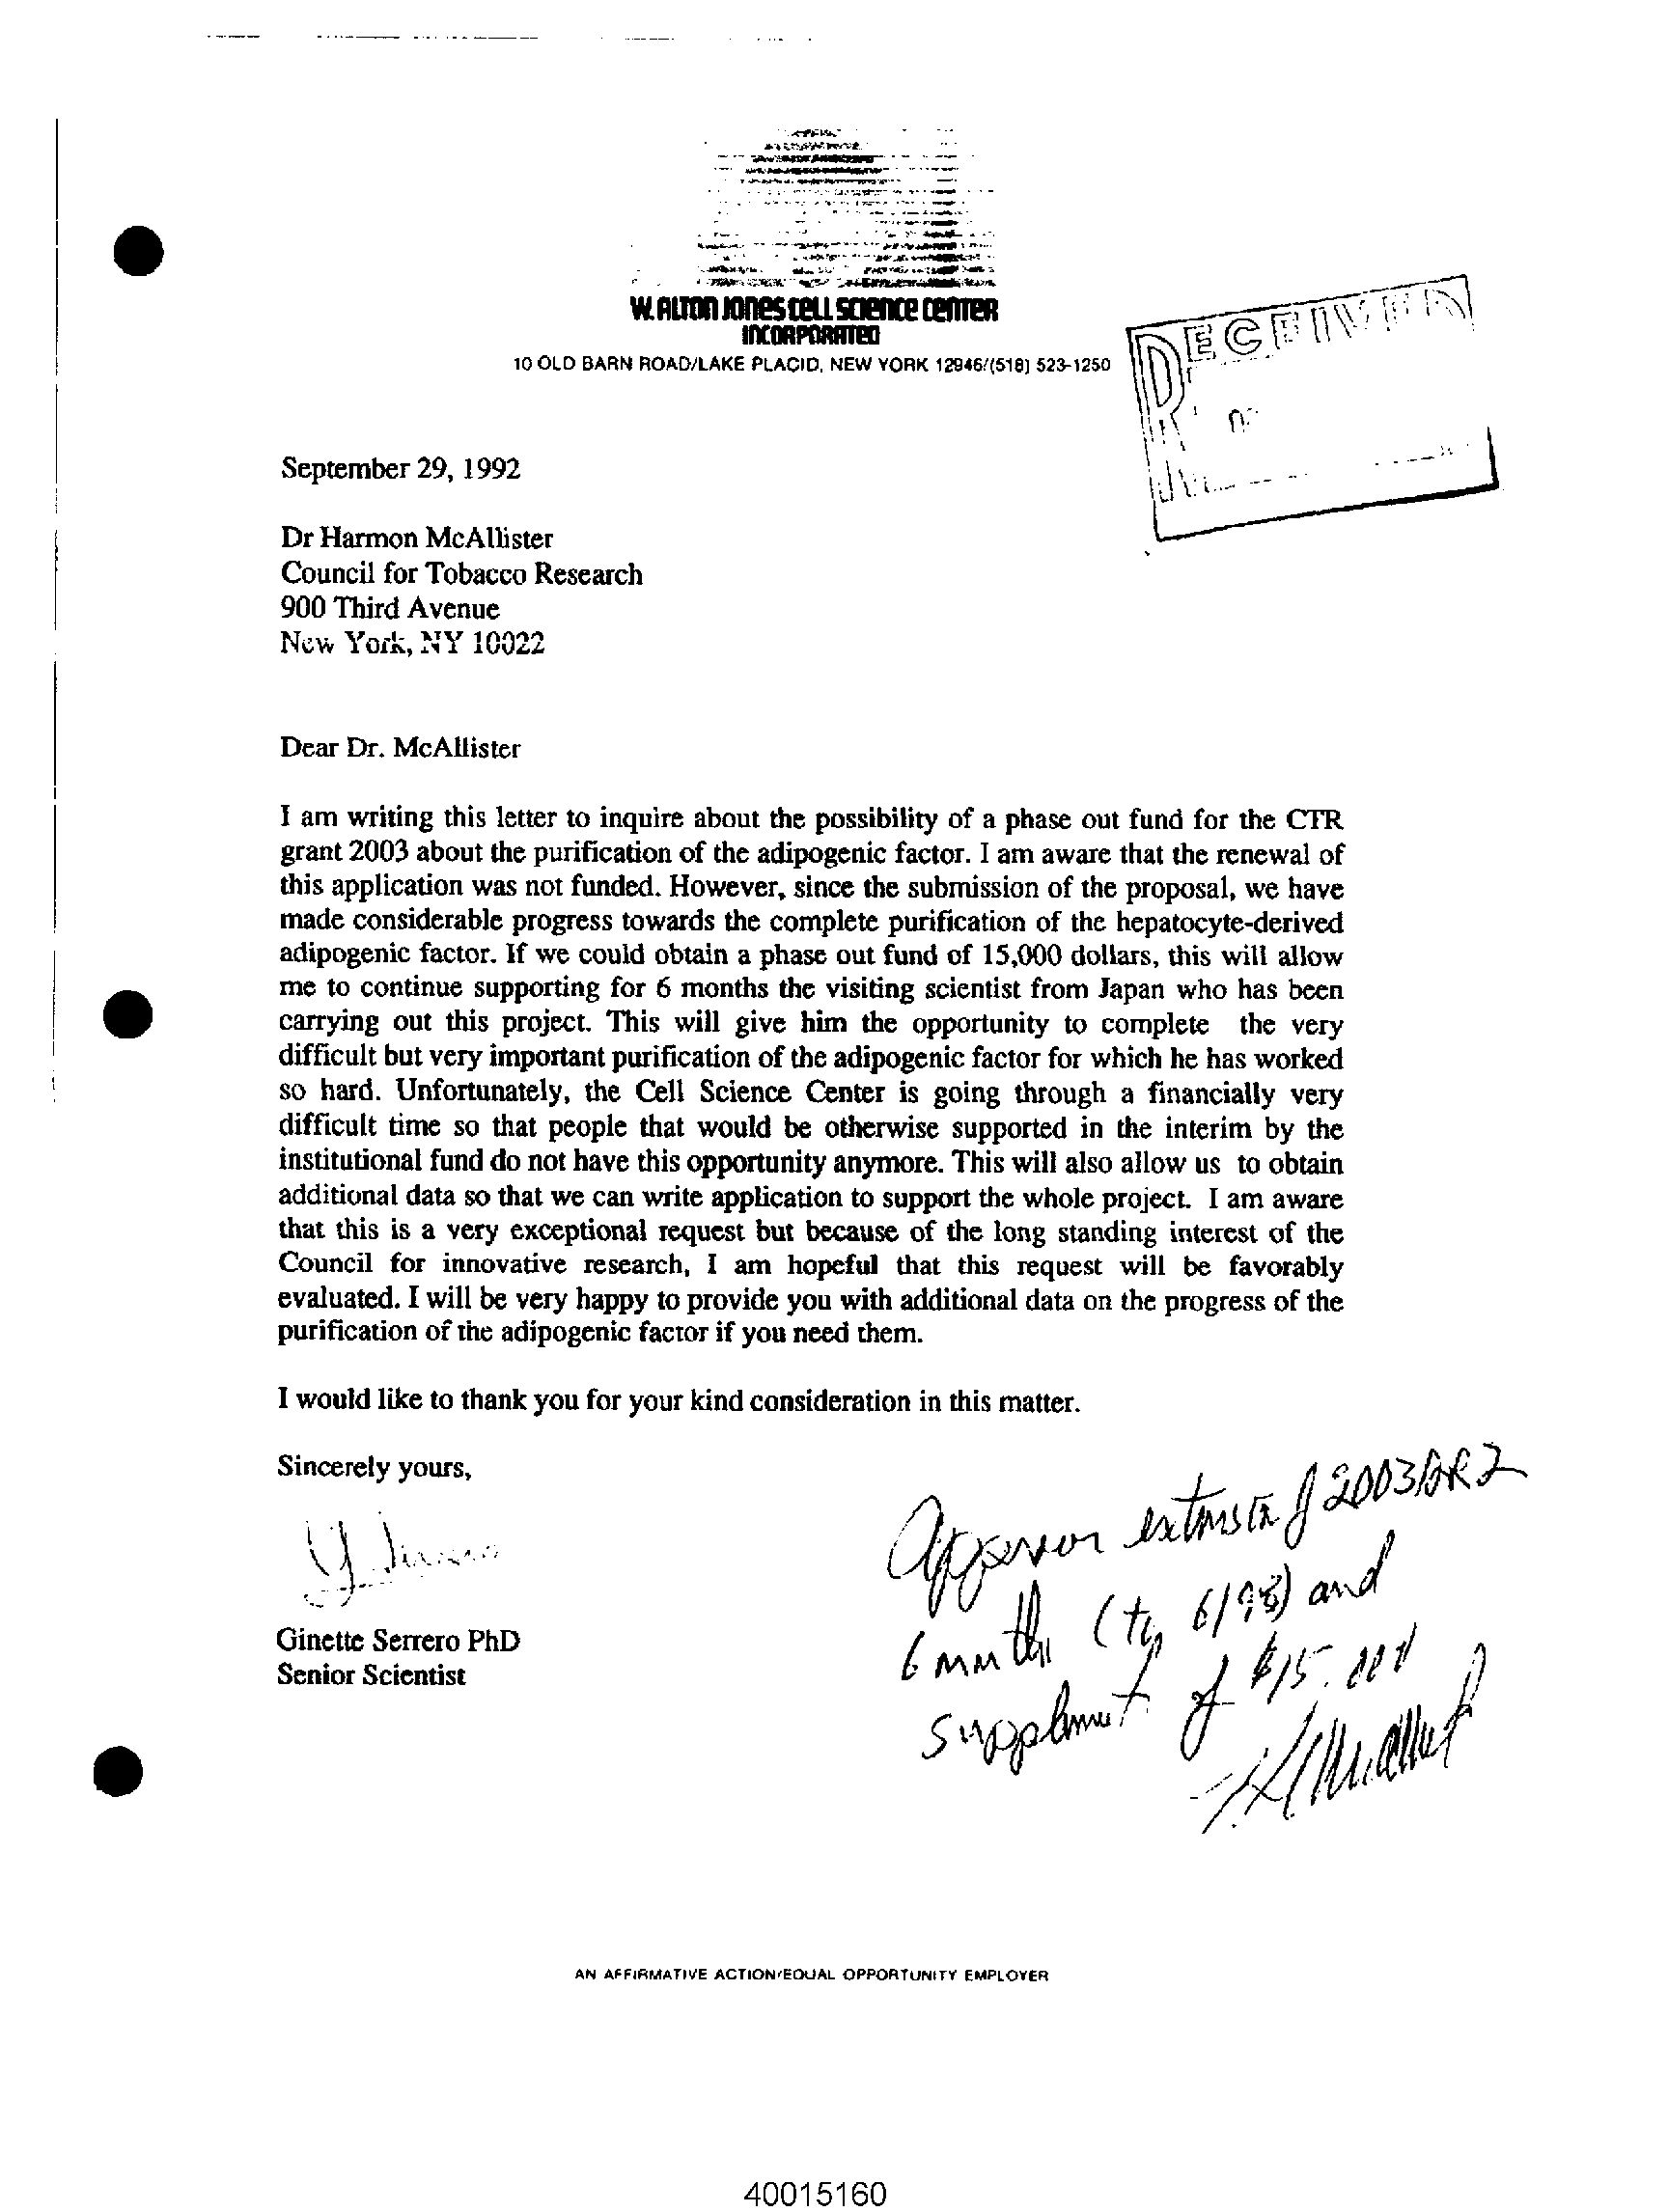 W. ALTON JONES CELL SCIENCE CENTER
INCORPORATED
10 OLD BARN ROAD/LAKE PLACID, NEW YORK 12946/(518) 523-1250
RECEIVED
September 29, 1992
Dr Harmon McAllister
Council for Tobacco Research
900 Third Avenue
New York, NY 10022
Dear Dr. McAllister
I am writing this letter to inquire about the possibility of a phase out fund for the CTR
grant 2003 about the purification of the adipogenic factor. I am aware that the renewal of
this application was not funded. However, since the submission of the proposal, we have
made considerable progress towards the complete purification of the hepatocyte-derived
adipogenic factor. If we could obtain a phase out fund of 15,000 dollars, this will allow
me to continue supporting for 6 months the visiting scientist from Japan who has been
carrying out this project. This will give him the opportunity to complete the very
difficult but very important purification of the adipogenic factor for which he has worked
so hard. Unfortunately, the Cell Science Center is going through a financially very
difficult time so that people that would be otherwise supported in the interim by the
institutional fund do not have this opportunity anymore. This will also allow us to obtain
additional data so that we can write application to support the whole project. I am aware
that this is a very exceptional request but because of the long standing interest of the
Council for innovative research, I am hopeful that this request will be favorably
evaluated. I will be very happy to provide you with additional data on the progress of the
purification of the adipogenic factor if you need them.
I would like to thank you for your kind consideration in this matter.
Sincerely yours,
Ginette Serrero PhD
Senior Scientist
2003
6 months (to 6/93) and
supplement of $15,000
AN AFFIRMATIVE ACTION/EQUAL OPPORTUNITY EMPLOYER
40015160